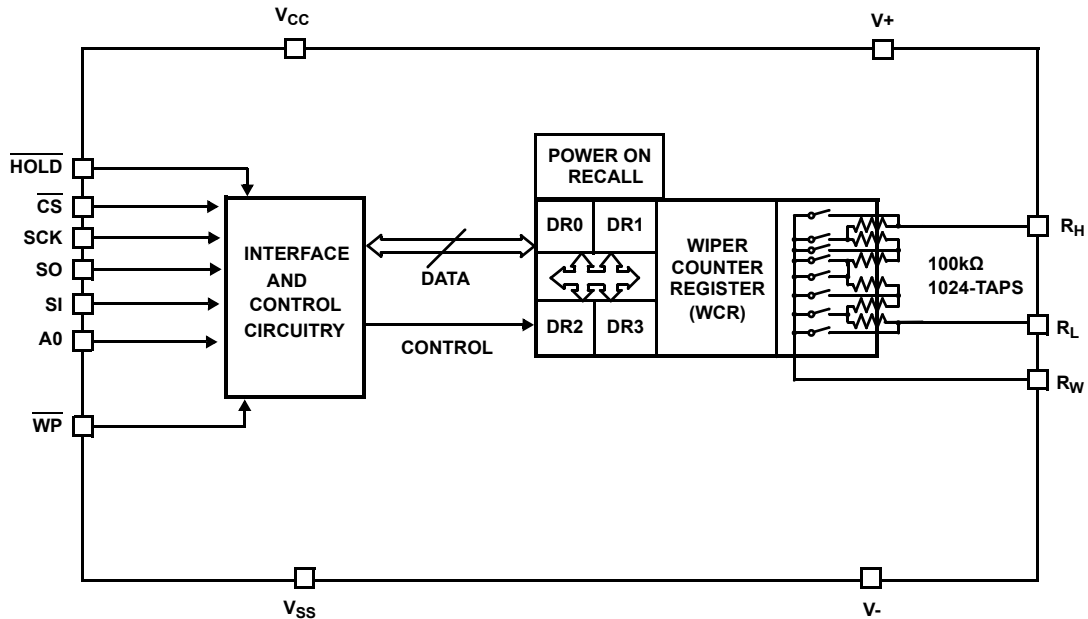 VCC
V+
HOLD
CS
SCK
SO
SI
A0
WP
INTERFACE
AND
CONTROL
CIRCUITRY
DATA
CONTROL
POWER ON
RECALL
DR0
DR1
DR2
DR3
WIPER
COUNTER
REGISTER
(WCR)
100kΩ
1024-TAPS
RH
RL
RW
VSS
V-